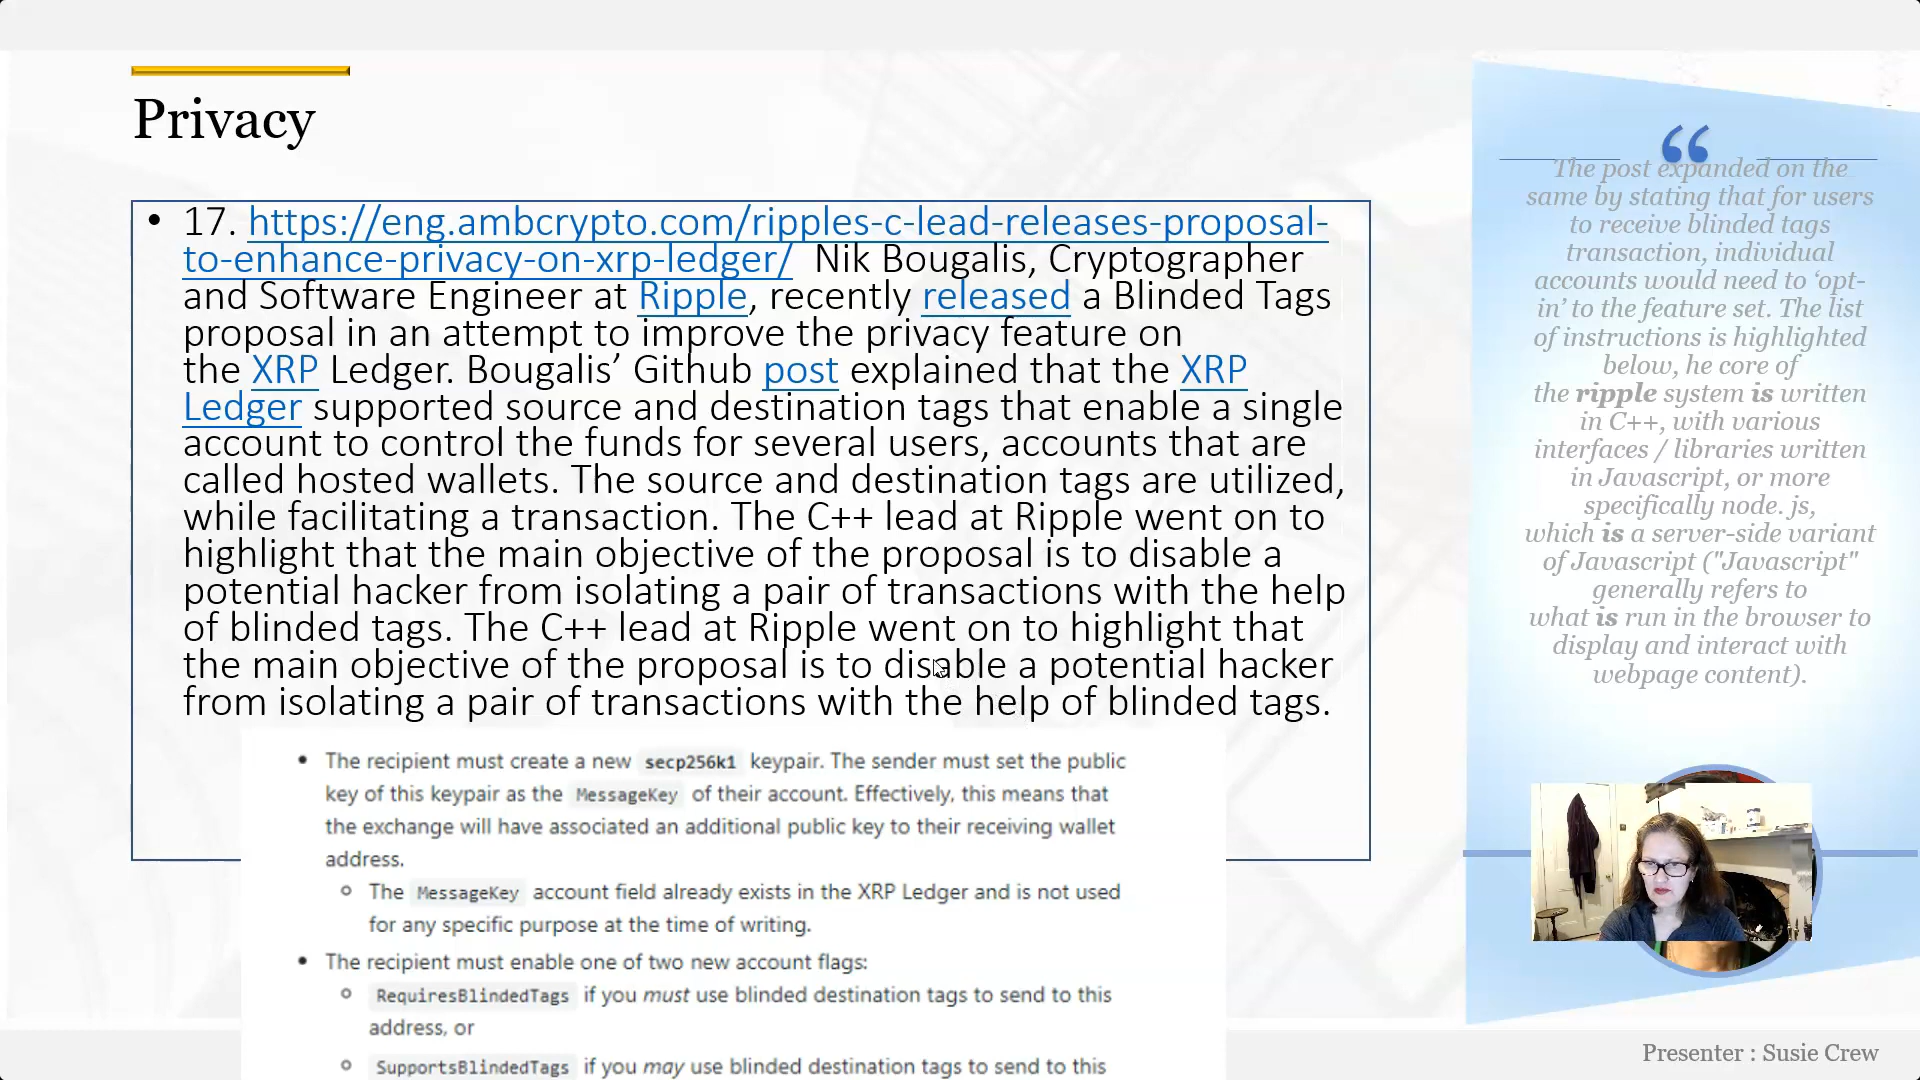 Privacy
• 17. https://eng.ambcrypto.com/ripples-c-lead-releases-proposal-
to-enhance-privacy-on-xrp-ledger/ Nik Bougalis, Cryptographer
and Software Engineer at Ripple, recently released a Blinded Tags
proposal in an attempt to improve the privacy feature on
the XRP Ledger. Bougalis’ Github post explained that the XRP
Ledger supported source and destination tags that enable a single
account to control the funds for several users, accounts that are
called hosted wallets. The source and destination tags are utilized,
while facilitating a transaction. The C++ lead at Ripple went on to
highlight that the main objective of the proposal is to disable a
potential hacker from isolating a pair of transactions with the help
of blinded tags. The C++ lead at Ripple went on to highlight that
the main objective of the proposal is to disable a potential hacker
from isolating a pair of transactions with the help of blinded tags.
• The recipient must create a new secp256k1 keypair. The sender must set the public
key of this keypair as the MessageKey of their account. Effectively, this means that
the exchange will have associated an additional public key to their receiving wallet
address.
The MessageKey account field already exists in the XRP Ledger and is not used
for any specific purpose at the time of writing.
• The recipient must enable one of two new account flags:
RequiresBlindedTags if you must use blinded destination tags to send to this
address, or
SupportsBlindedTags if you may use blinded destination tags to send to this
“
The post expanded on the
same by stating that for users
to receive blinded tags
transaction, individual
accounts would need to ‘opt-
in’ to the feature set. The list
of instructions is highlighted
below, he core of
the ripple system is written
in C++, with various
interfaces / libraries written
in Javascript, or more
specifically node. js,
which is a server-side variant
of Javascript ("Javascript"
generally refers to
what is run in the browser to
display and interact with
webpage content).
Presenter : Susie Crew